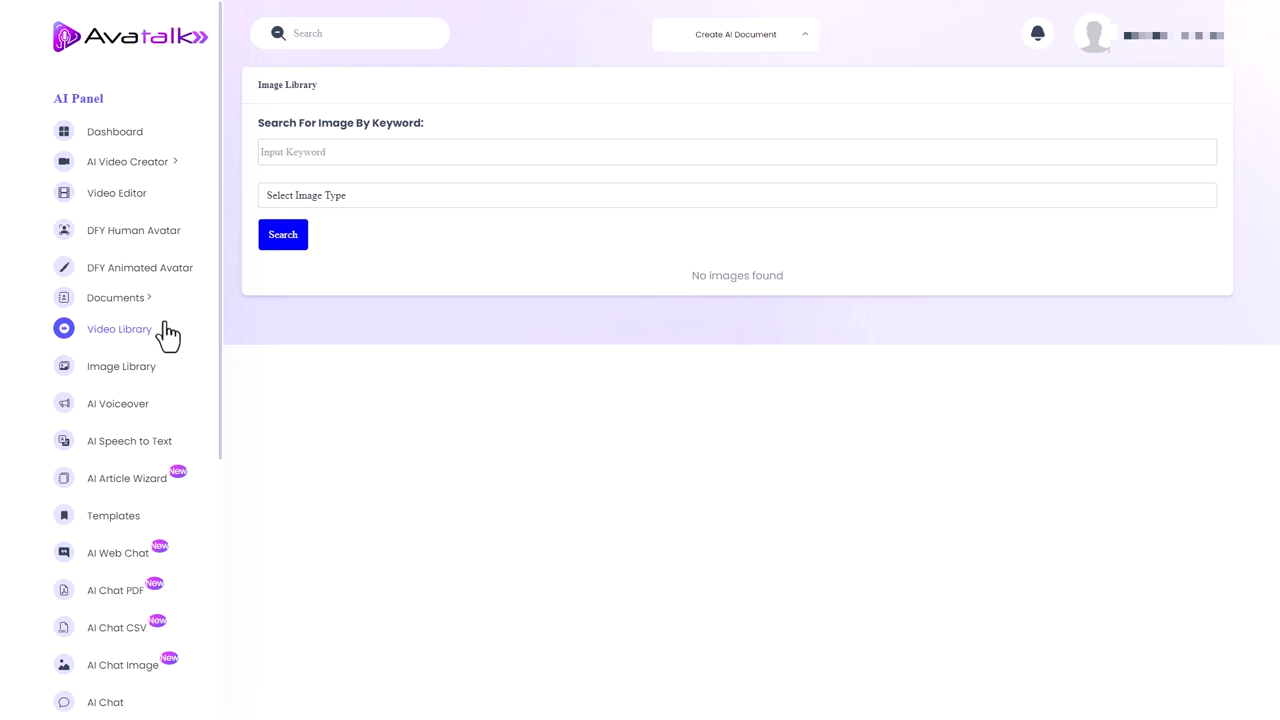 Avatalk
Search
Create AI Document
AI Panel
Dashboard
AI Video Creator
Video Editor
DFY Human Avatar
DFY Animated Avatar
Documents
Video Library
Image Library
AI Voiceover
AI Speech to Text
AI Article Wizard New
Templates
AI Web Chat New
AI Chat PDF New
AI Chat CSV New
AI Chat Image New
AI Chat
Image Library
Search For Image By Keyword:
Input Keyword
Select Image Type
Search
No images found